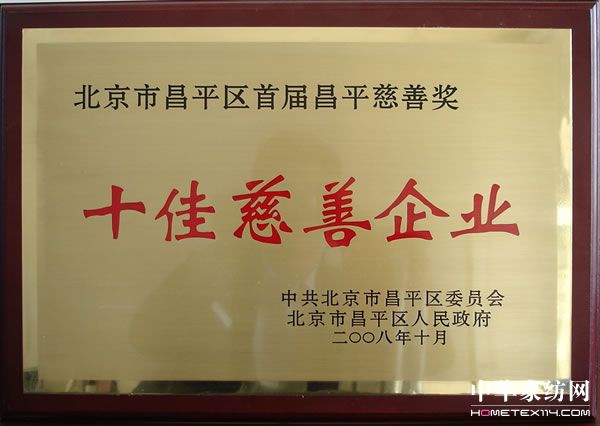 北京市昌平区首届昌平慈善奖
十佳慈善企业
中共北京市昌平区委员会
北京市昌平区人民政府
二〇〇八年十月
中华家纺网
HOMETEX114.COM